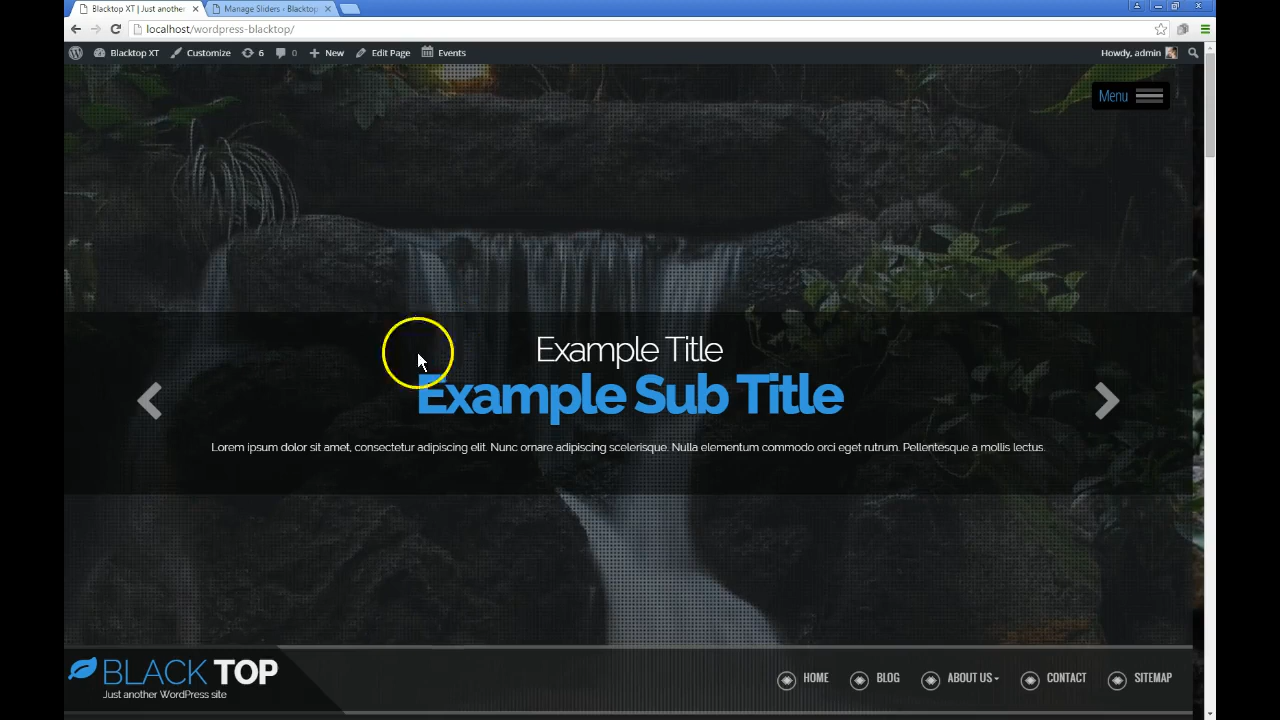 Blacktop XT | Just another
Manage Sliders ‹ Blacktop
localhost/wordpress-blacktop/
Blacktop XT
Customize
6
0
New
Edit Page
Events
Howdy, admin
Menu
Example Title
Example Sub Title
Lorem ipsum dolor sit amet, consectetur adipiscing elit. Nunc ornare adipiscing scelerisque. Nulla elementum commodo orci eget rutrum. Pellentesque a mollis lectus.
BLACK TOP
Just another WordPress site
HOME
BLOG
ABOUT US
CONTACT
SITEMAP